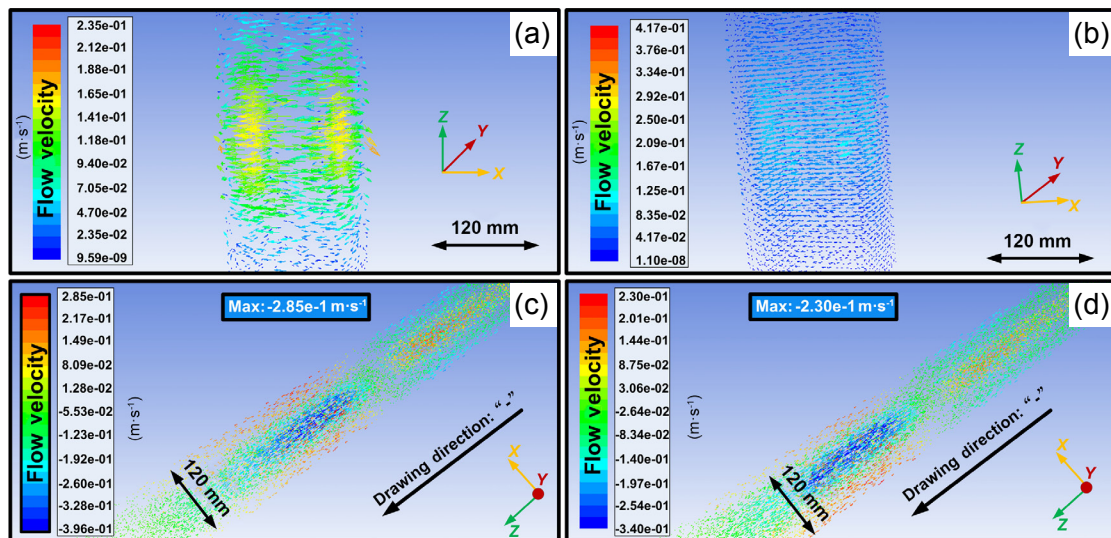 (a)
2.35e-01
2.12e-01
1.88e-01
1.41e-01
1.18e-01
9.40e-02
7.05e-02
4.70e-02
2.35e-02
9.59e-09
Flow velocity
(m·s⁻¹)
Z
Y
X
120 mm
(b)
4.17e-01
3.76e-01
3.34e-01
2.92e-01
2.50e-01
2.09e-01
1.67e-01
1.25e-01
8.35e-02
4.17e-02
1.10e-08
Flow velocity
(m·s⁻¹)
Z
Y
X
120 mm
(c)
Max: -2.85e-1 m·s⁻¹
2.85e-01
2.17e-01
1.49e-01
8.09e-02
1.28e-02
-5.53e-02
-1.23e-01
-1.92e-01
-2.60e-01
-3.28e-01
-3.96e-01
Flow velocity
(m·s⁻¹)
120 mm
Drawing direction: “-”
X
Y
Z
(d)
Max: -2.30e-1 m·s⁻¹
2.30e-01
2.01e-01
1.44e-01
8.75e-02
3.05e-02
-2.64e-02
-8.34e-02
-1.40e-01
-1.97e-01
-2.54e-01
-3.40e-01
Flow velocity
(m·s⁻¹)
120 mm
Drawing direction: “-”
X
Y
Z